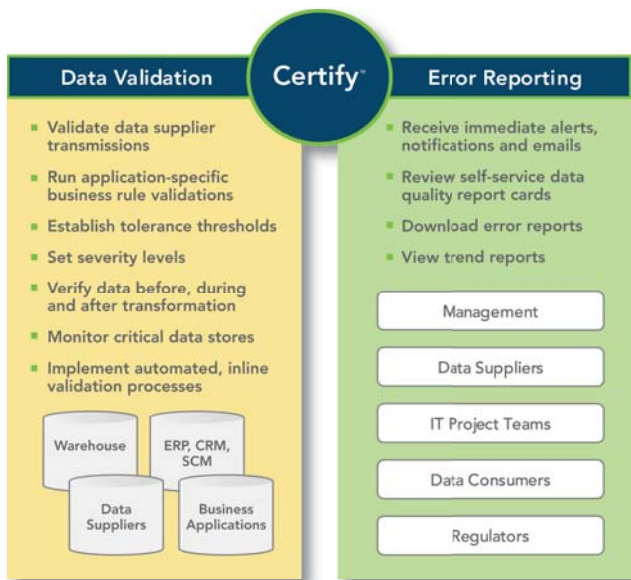 Data Validation
Certify™
Error Reporting
▪ Validate data supplier
transmissions
▪ Run application-specific
business rule validations
▪ Establish tolerance thresholds
▪ Set severity levels
▪ Verify data before, during
and after transformation
▪ Monitor critical data stores
▪ Implement automated, inline
validation processes
Warehouse
ERP, CRM,
SCM
Data
Suppliers
Business
Applications
▪ Receive immediate alerts,
notifications and emails
▪ Review self-service data
quality report cards
▪ Download error reports
▪ View trend reports
Management
Data Suppliers
IT Project Teams
Data Consumers
Regulators